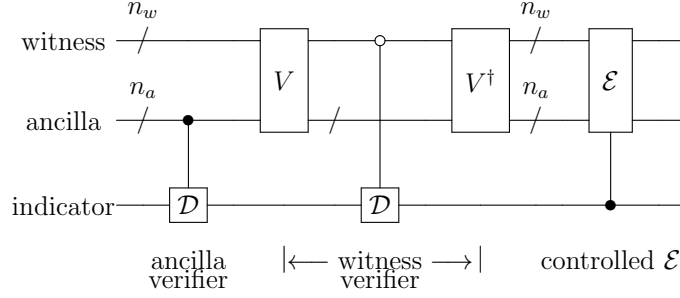 n_w n_w
witness V V† ℰ
n_a n_a
ancilla
indicator 𝒟 𝒟
ancilla verifier |←— witness verifier —→| controlled ℰ